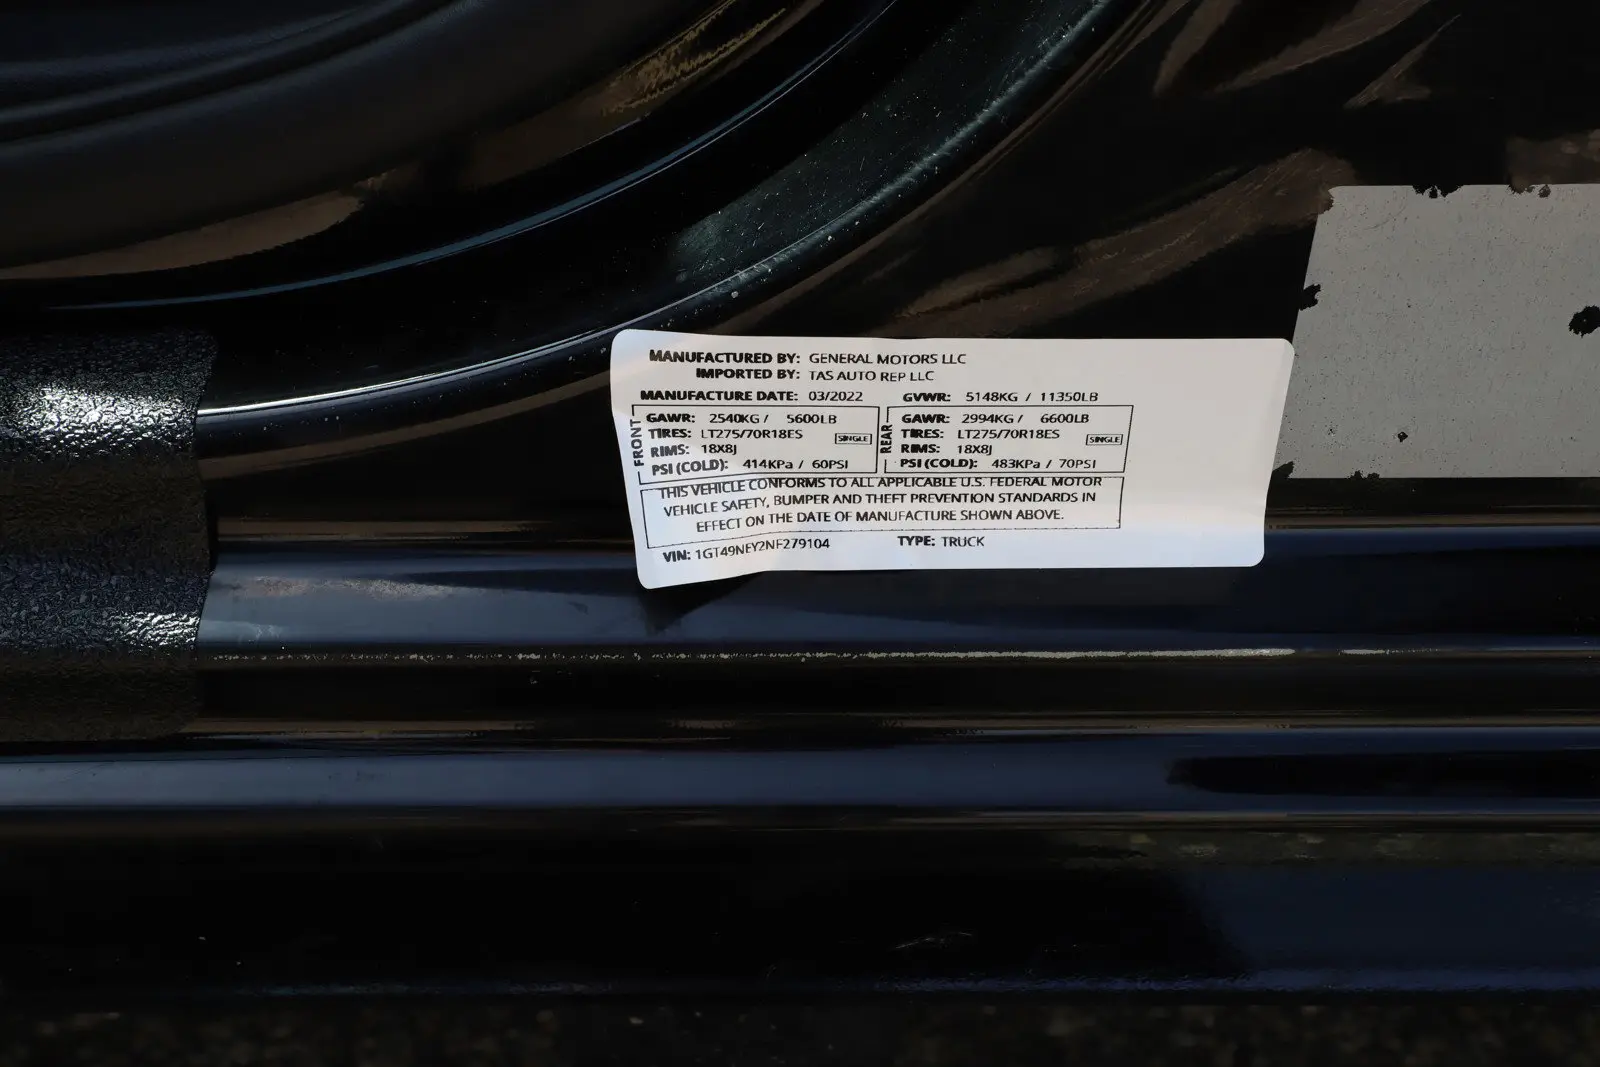 MANUFACTURED BY: GENERAL MOTORS LLC
IMPORTED BY: TAS AUTO REP LLC
MANUFACTURE DATE: 03/2022 GVWR: 5148KG / 11350LB
FRONT
GAWR: 2540KG / 5600LB
TIRES: LT275/70R18ES SINGLE
RIMS: 18X8J
PSI (COLD): 414KPa / 60PSI
REAR
GAWR: 2994KG / 6600LB
TIRES: LT275/70R18ES SINGLE
RIMS: 18X8J
PSI (COLD): 483KPa / 70PSI
THIS VEHICLE CONFORMS TO ALL APPLICABLE U.S. FEDERAL MOTOR
VEHICLE SAFETY, BUMPER AND THEFT PREVENTION STANDARDS IN
EFFECT ON THE DATE OF MANUFACTURE SHOWN ABOVE.
VIN: 1GT49NEY2NF279104 TYPE: TRUCK